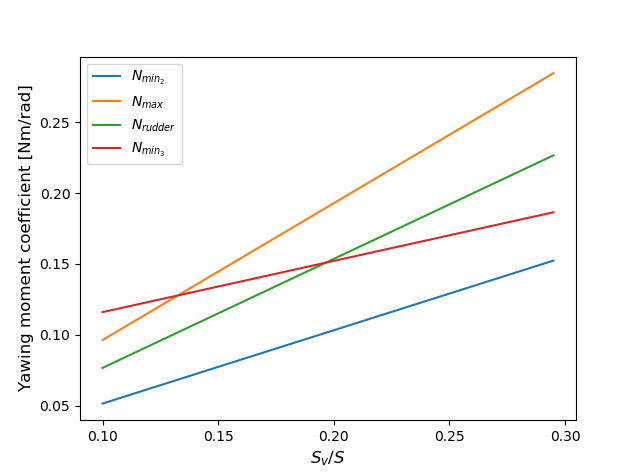 Yawing moment coefficient [Nm/rad]
N_{min_2}
N_{max}
N_{rudder}
N_{min_3}
0.25
0.20
0.15
0.10
0.05
0.10 0.15 0.20 0.25 0.30
S_v/S